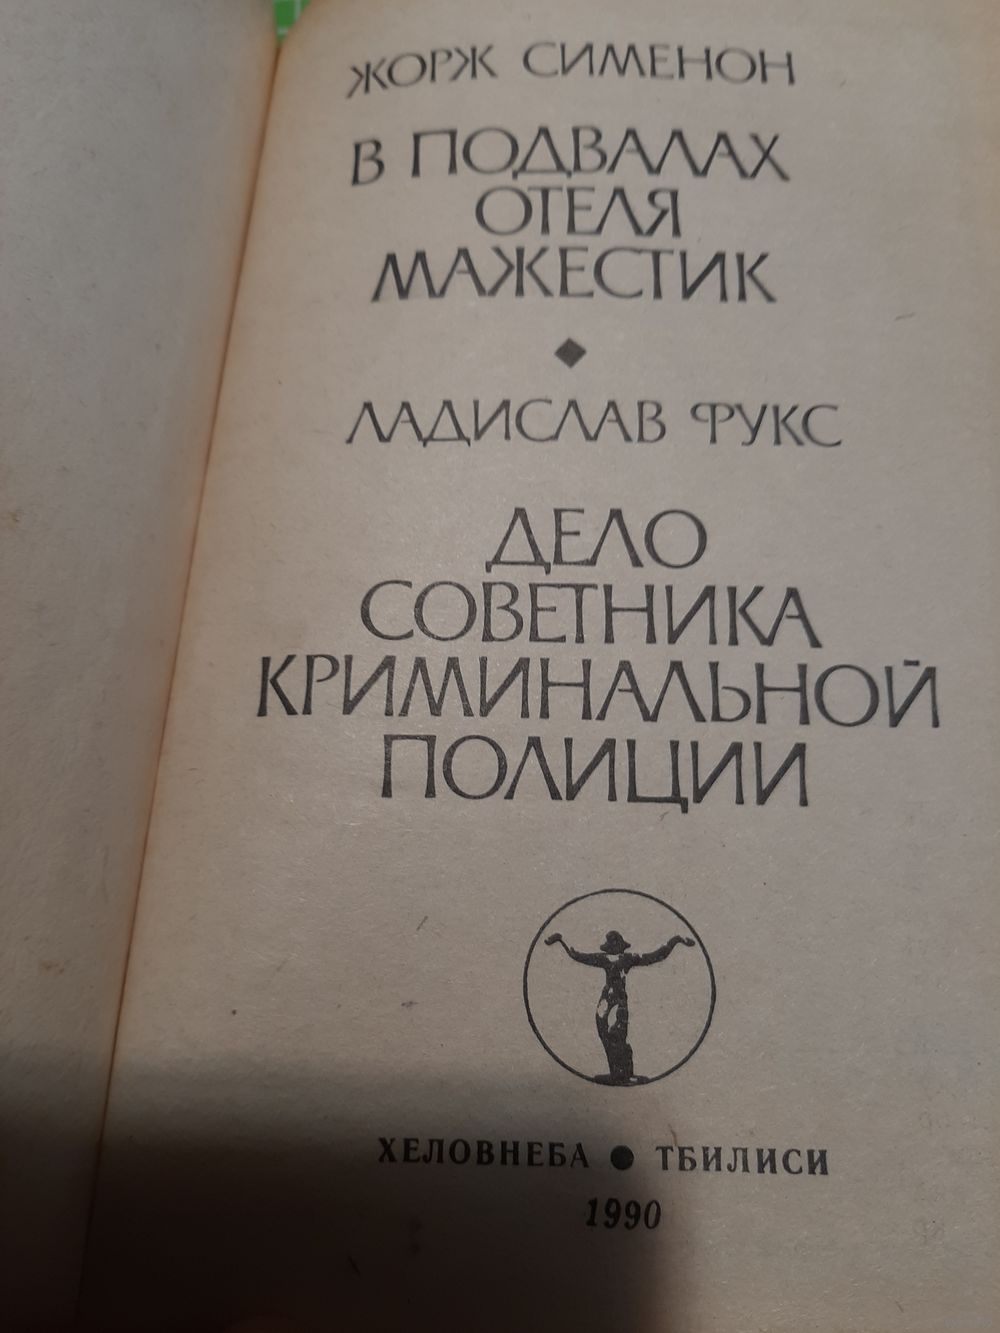 ЖОРЖ СИМЕНОН
В ПОДВАЛАХ
ОТЕЛЯ
МАЖЕСТИК
ЛАДИСЛАВ ФУКС
ДЕЛО
СОВЕТНИКА
КРИМИНАЛЬНОЙ
ПОЛИЦИИ
ХЕЛОВНЕБА ● ТБИЛИСИ
1990